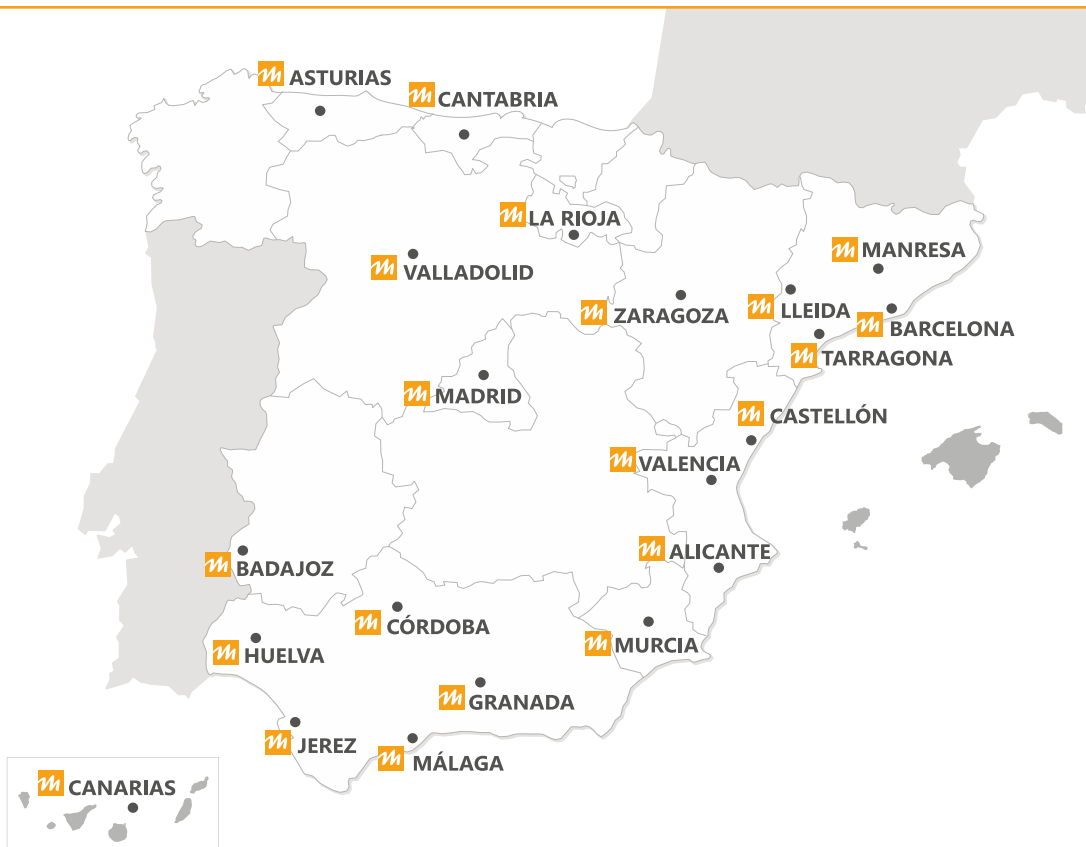 ASTURIAS
CANTABRIA
LA RIOJA
MANRESA
VALLADOLID
ZARAGOZA
LLEIDA
BARCELONA
TARRAGONA
MADRID
CASTELLÓN
VALENCIA
ALICANTE
BADAJOZ
CÓRDOBA
MURCIA
HUELVA
GRANADA
JEREZ
MÁLAGA
CANARIAS